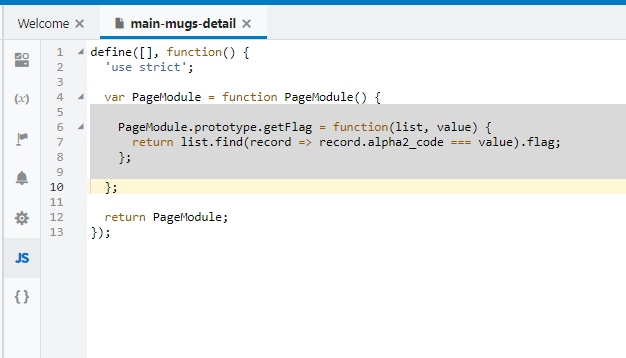 Welcome ×
main-mugs-detail ×
1 define([], function() {
2 'use strict';
3
4 var PageModule = function PageModule() {
5
6 PageModule.prototype.getFlag = function(list, value) {
7 return list.find(record => record.alpha2_code === value).flag;
8 };
9
10 };
11
12 return PageModule;
13 });
(x)
JS
{ }